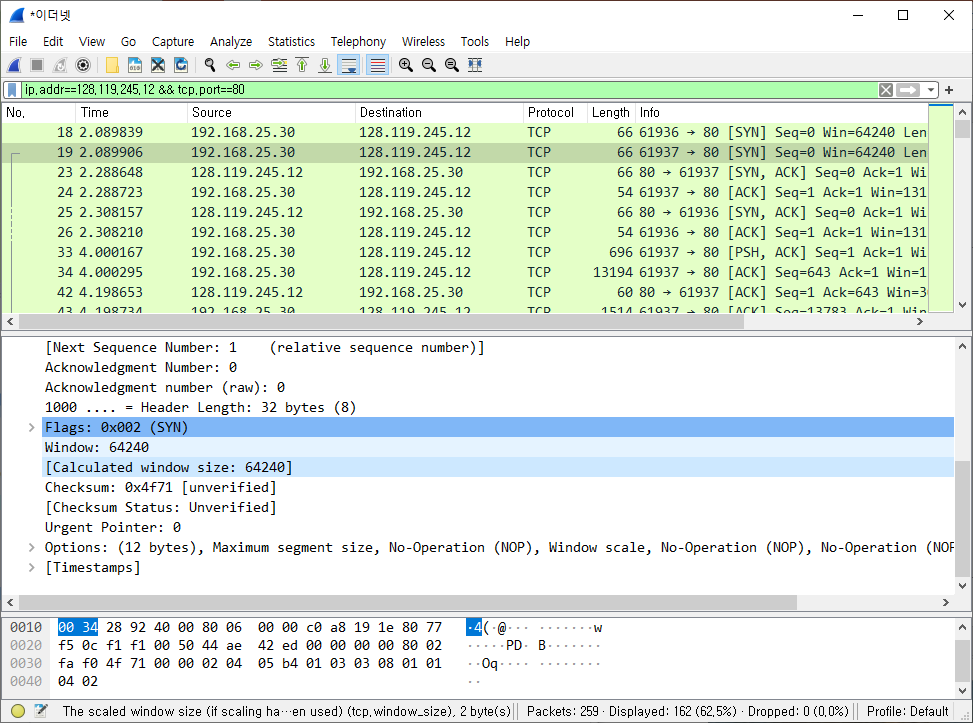 *이더넷
File Edit View Go Capture Analyze Statistics Telephony Wireless Tools Help
ip,addr==128,119,245,12 && tcp,port==80
No. Time Source Destination Protocol Length Info
18 2.089839 192.168.25.30 128.119.245.12 TCP 66 61936 → 80 [SYN] Seq=0 Win=64240 Len
19 2.089906 192.168.25.30 128.119.245.12 TCP 66 61937 → 80 [SYN] Seq=0 Win=64240 Len
23 2.288648 128.119.245.12 192.168.25.30 TCP 66 80 → 61937 [SYN, ACK] Seq=0 Ack=1 Wi
24 2.288723 192.168.25.30 128.119.245.12 TCP 54 61937 → 80 [ACK] Seq=1 Ack=1 Win=131
25 2.308157 128.119.245.12 192.168.25.30 TCP 66 80 → 61936 [SYN, ACK] Seq=0 Ack=1 Wi
26 2.308210 192.168.25.30 128.119.245.12 TCP 54 61936 → 80 [ACK] Seq=1 Ack=1 Win=131
33 4.000167 192.168.25.30 128.119.245.12 TCP 696 61937 → 80 [PSH, ACK] Seq=1 Ack=1 Wi
34 4.000295 192.168.25.30 128.119.245.12 TCP 13194 61937 → 80 [ACK] Seq=643 Ack=1 Win=1
42 4.198653 128.119.245.12 192.168.25.30 TCP 60 80 → 61937 [ACK] Seq=1 Ack=643 Win=3
43 4.198734 192.168.25.30 128.119.245.12 TCP 1514 61937 → 80 [ACK] Seq=13783 Ack=1 Win
[Next Sequence Number: 1 (relative sequence number)]
Acknowledgment Number: 0
Acknowledgment number (raw): 0
1000 .... = Header Length: 32 bytes (8)
Flags: 0x002 (SYN)
Window: 64240
[Calculated window size: 64240]
Checksum: 0x4f71 [unverified]
[Checksum Status: Unverified]
Urgent Pointer: 0
Options: (12 bytes), Maximum segment size, No-Operation (NOP), Window scale, No-Operation (NOP), No-Operation (NOP
[Timestamps]
0010 00 34 28 92 40 00 80 06 00 00 c0 a8 19 1e 80 77 ·4(·@··· ·······w
0020 f5 0c f1 f1 00 50 44 ae 42 ed 00 00 00 00 80 02 ·····PD· B·······
0030 fa f0 4f 71 00 00 02 04 05 b4 01 03 03 08 01 01 ··Oq···· ········
0040 04 02 ··
The scaled window size (if scaling ha···en used) (tcp,window_size), 2 byte(s) Packets: 259 · Displayed: 162 (62,5%) · Dropped: 0 (0,0%) Profile: Default